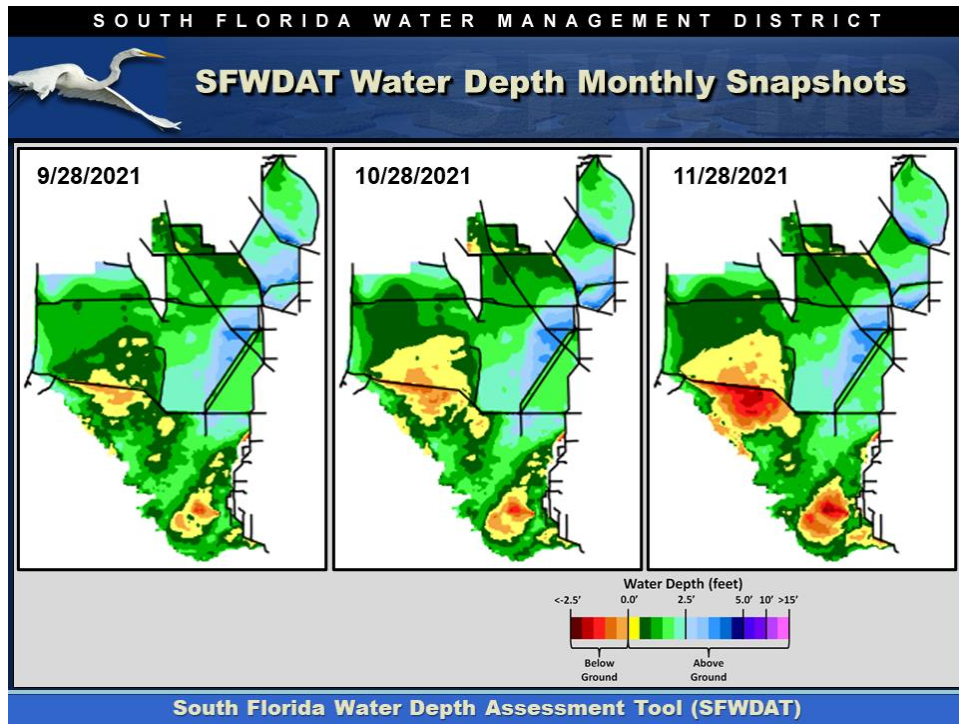 SOUTH FLORIDA WATER MANAGEMENT DISTRICT
SFWDAT Water Depth Monthly Snapshots
9/28/2021
10/28/2021
11/28/2021
Water Depth (feet)
<-2.5' 0.0' 2.5' 5.0' 10' >15'
Below Ground
Above Ground
South Florida Water Depth Assessment Tool (SFWDAT)